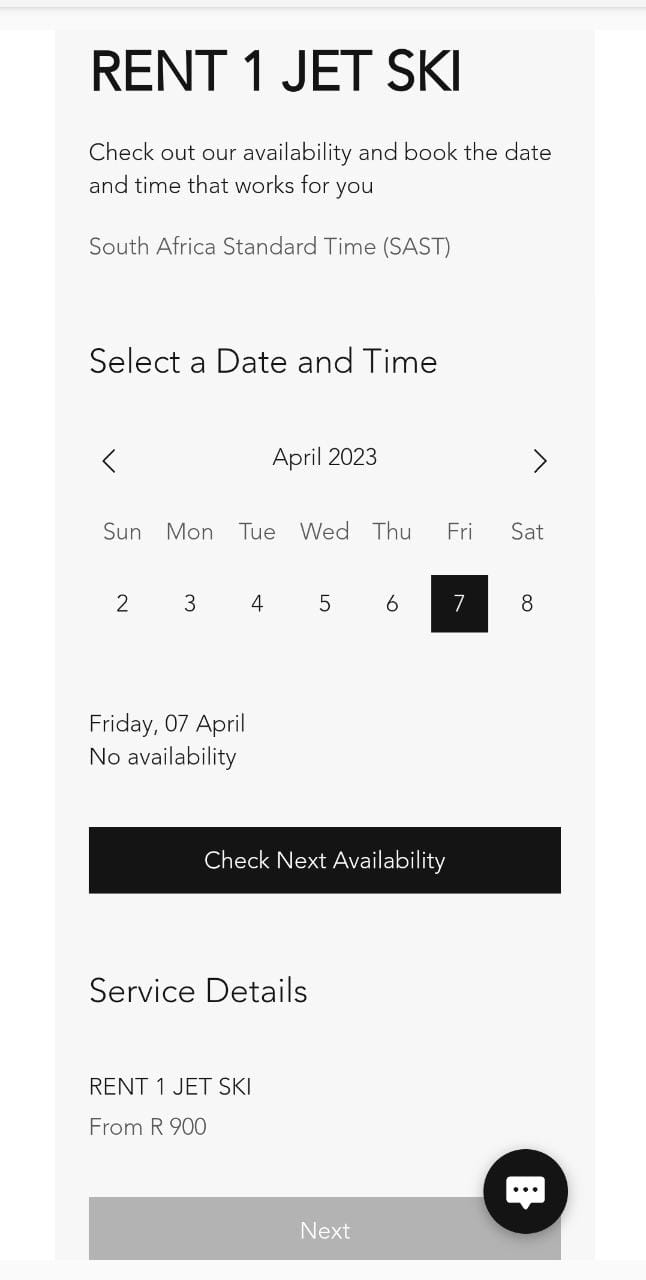 RENT 1 JET SKI
Check out our availability and book the date
and time that works for you
South Africa Standard Time (SAST)
Select a Date and Time
April 2023
Sun Mon Tue Wed Thu Fri Sat
2 3 4 5 6 7 8
Friday, 07 April
No availability
Check Next Availability
Service Details
RENT 1 JET SKI
From R 900
Next